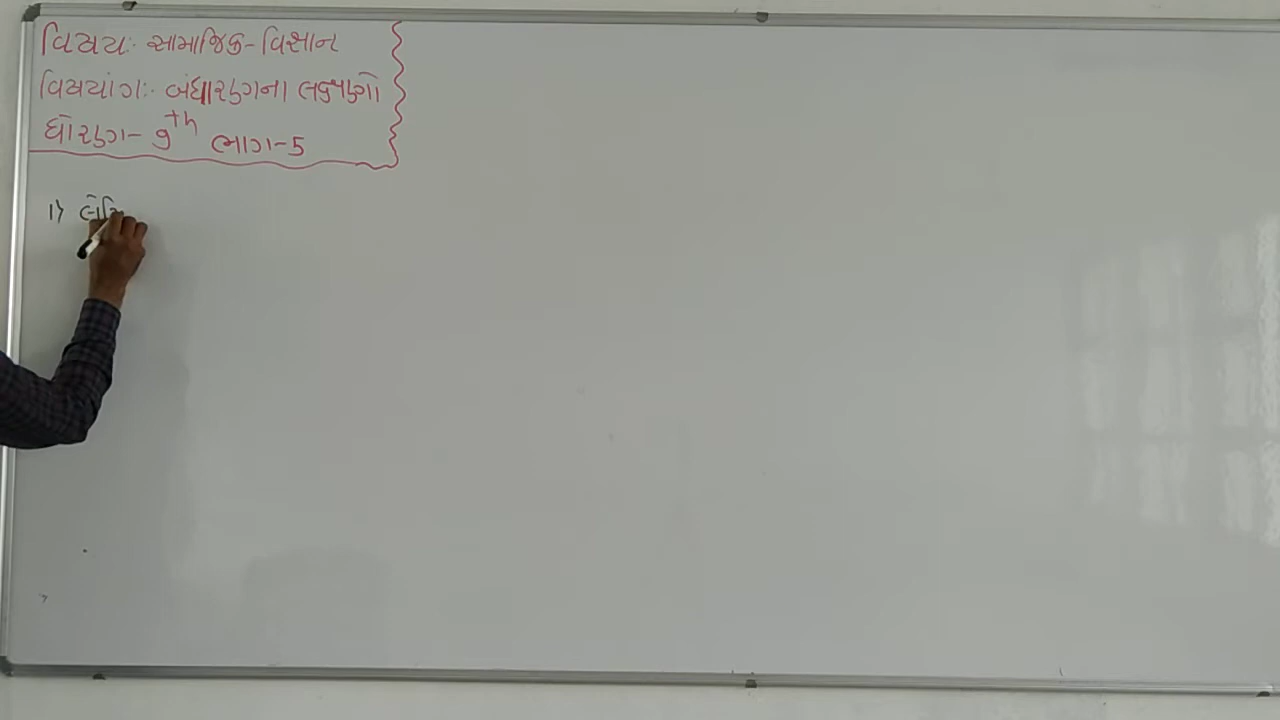 વિષય:- સામાજિક-વિજ્ઞાન
વિષયાંગ:- બંધારણના લક્ષણો
ધોરણ- 9th ભાગ-5
1)